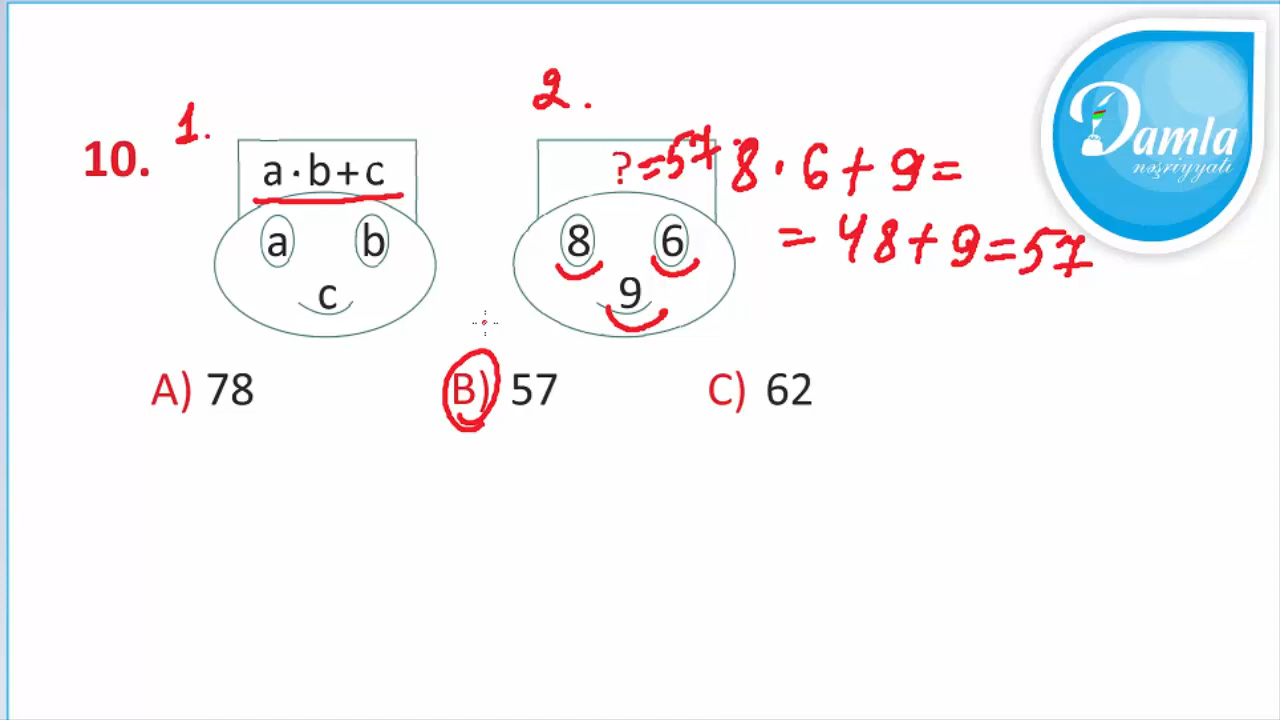 1.
2.
10.
a·b+c
?=57
8·6+9=
=48+9=57
a b
c
8 6
9
A) 78 B) 57 C) 62
Damla
nəşriyyatı